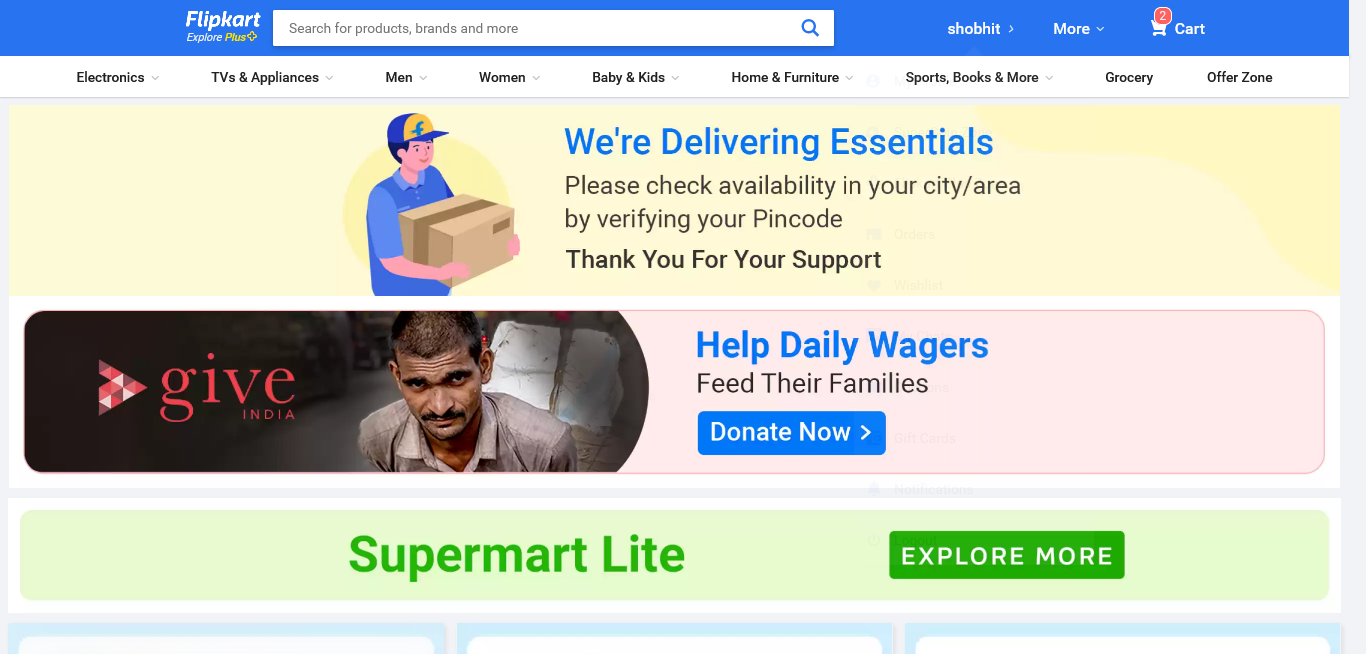 Flipkart
Explore Plus
Search for products, brands and more
shobhit
More
2
Cart
Electronics
TVs & Appliances
Men
Women
Baby & Kids
Home & Furniture
Sports, Books & More
Grocery
Offer Zone
We're Delivering Essentials
Please check availability in your city/area
by verifying your Pincode
Thank You For Your Support
Orders
Wishlist
give
INDIA
Help Daily Wagers
Feed Their Families
Donate Now
Gift Cards
Notifications
Supermart Lite
Logout
EXPLORE MORE